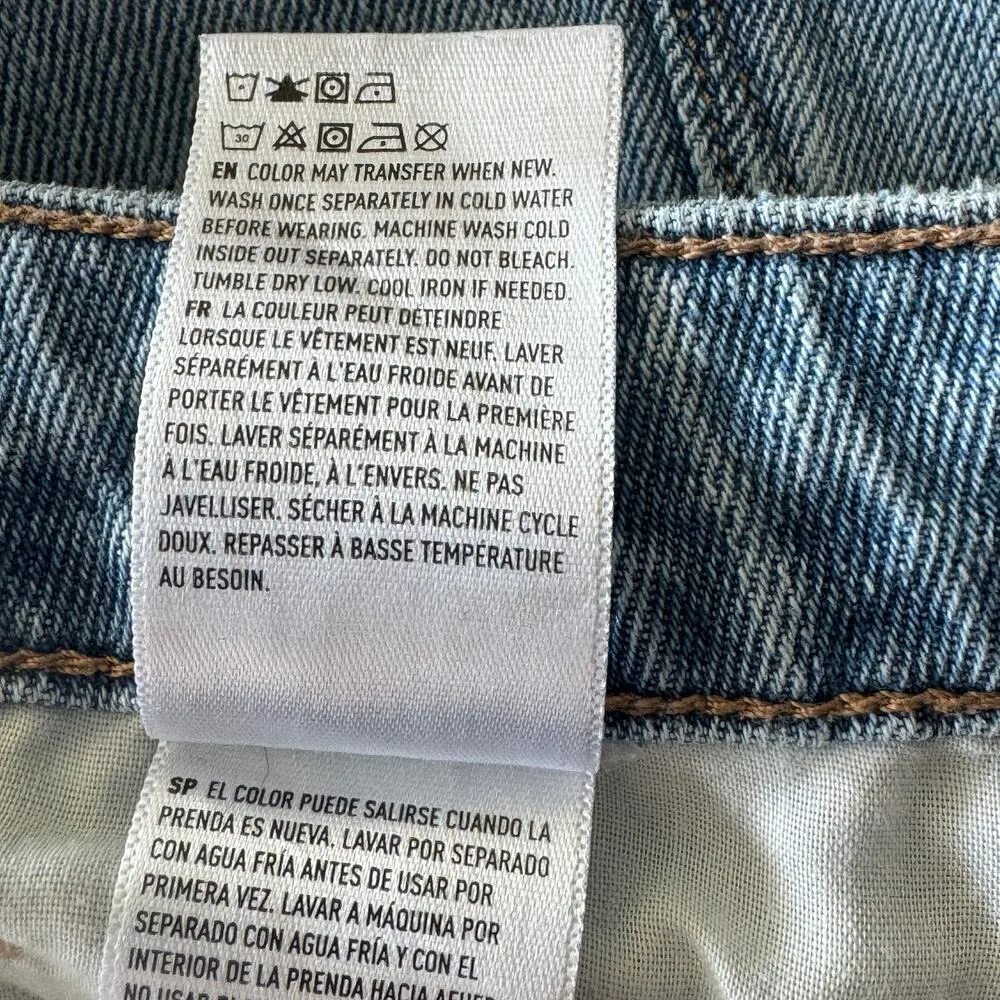 30
EN COLOR MAY TRANSFER WHEN NEW.
WASH ONCE SEPARATELY IN COLD WATER
BEFORE WEARING. MACHINE WASH COLD
INSIDE OUT SEPARATELY. DO NOT BLEACH.
TUMBLE DRY LOW. COOL IRON IF NEEDED.
FR LA COULEUR PEUT DÉTEINDRE
LORSQUE LE VÊTEMENT EST NEUF. LAVER
SÉPARÉMENT À L'EAU FROIDE AVANT DE
PORTER LE VÊTEMENT POUR LA PREMIÈRE
FOIS. LAVER SÉPARÉMENT À LA MACHINE
À L'EAU FROIDE, À L'ENVERS. NE PAS
JAVELLISER. SÉCHER À LA MACHINE CYCLE
DOUX. REPASSER À BASSE TEMPÉRATURE
AU BESOIN.
SP EL COLOR PUEDE SALIRSE CUANDO LA
PRENDA ES NUEVA. LAVAR POR SEPARADO
CON AGUA FRÍA ANTES DE USAR POR
PRIMERA VEZ. LAVAR A MÁQUINA POR
SEPARADO CON AGUA FRÍA Y CON EL
INTERIOR DE LA PRENDA HACIA
NO USAR